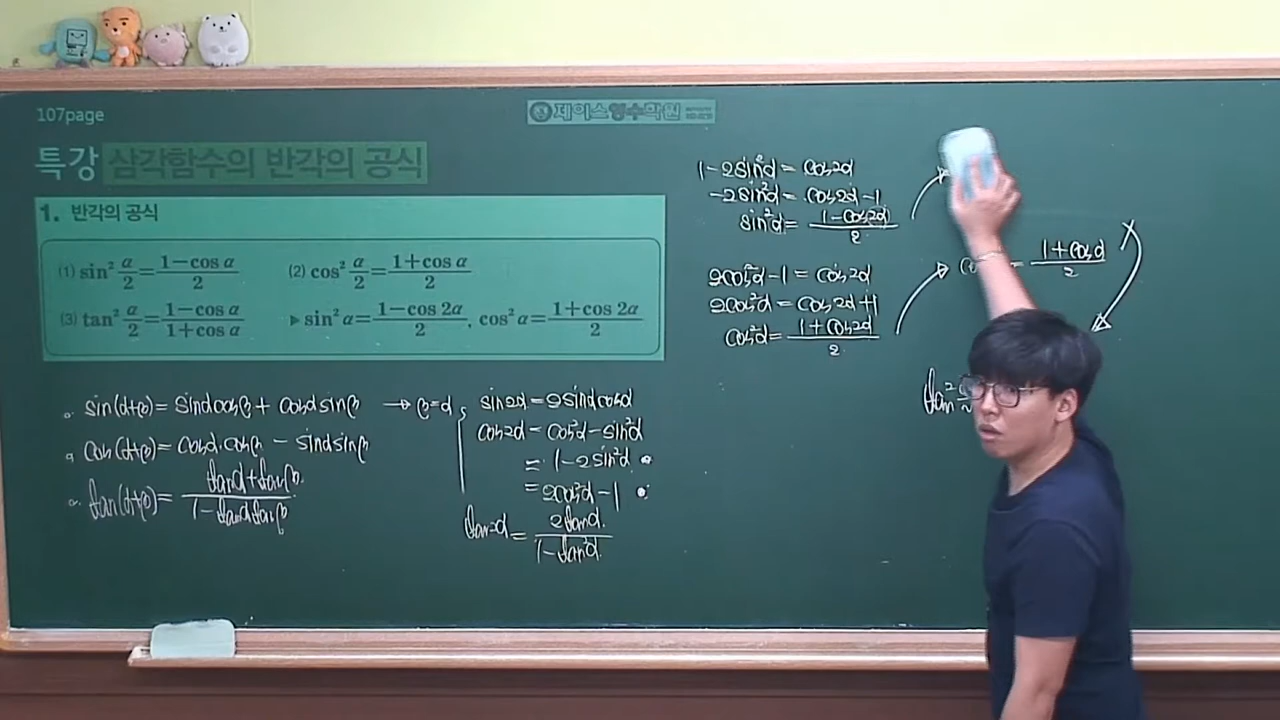 107page
제이스영수학원
특강 삼각함수의 반각의 공식
1. 반각의 공식
(1) sin² α/2 = (1-cos α)/2 (2) cos² α/2 = (1+cos α)/2
(3) tan² α/2 = (1-cos α)/(1+cos α) ▶ sin² α = (1-cos 2α)/2, cos² α = (1+cos 2α)/2
sin(α+β) = sinα cosβ + cosα sinβ → β=α
cos(α+β) = cosα·cosβ - sinα sinβ
tan(α+β) = (tanα+tanβ)/(1-tanα tanβ)
sin2α = 2sinα cosα
cos2α = cos²α - sin²α
= 1-2sin²α
= 2cos²α-1
tan2α = 2tanα/(1-tan²α)
1-2sin²α = cos2α
-2sin²α = cos2α-1
sin²α = (1-cos2α)/2
2cos²α-1 = cos2α
2cos²α = cos2α+1
cos²α = (1+cos2α)/2
= (1+cosα)/2
tan²